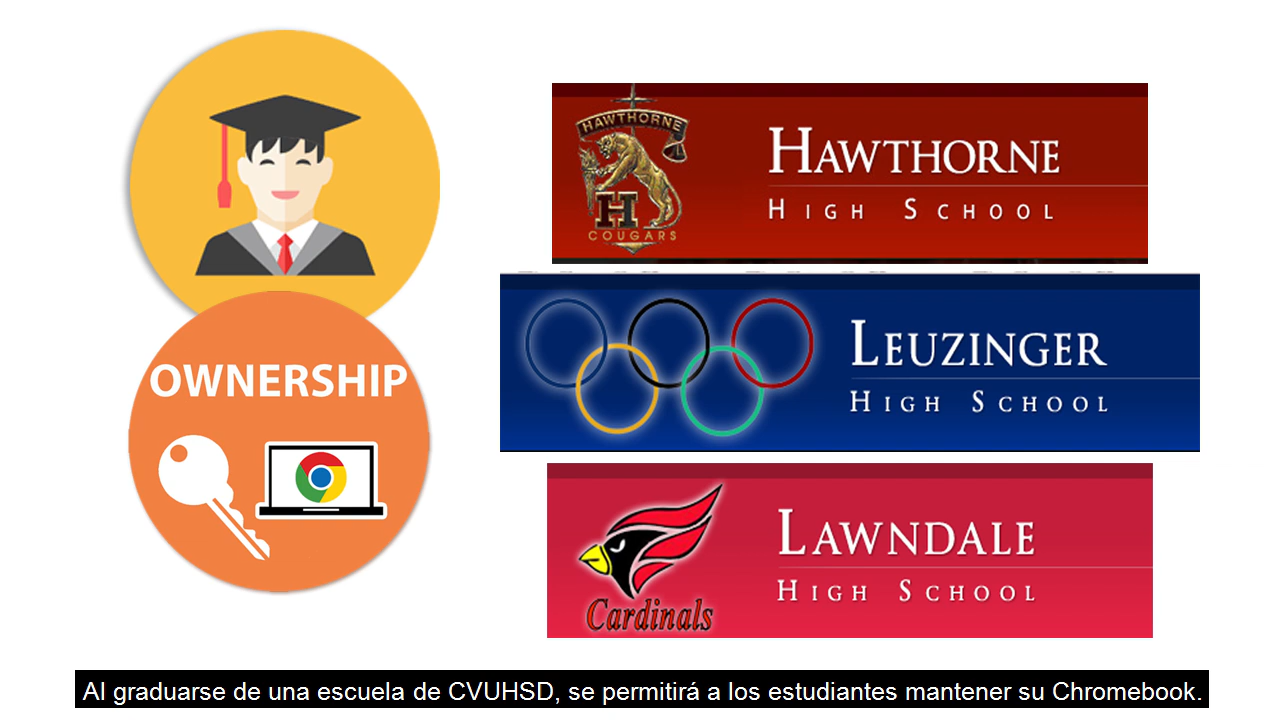 OWNERSHIP
HAWTHORNE
H
COUGARS
HAWTHORNE
HIGH SCHOOL
LEUZINGER
HIGH SCHOOL
Cardinals
LAWNDALE
HIGH SCHOOL
Al graduarse de una escuela de CVUHSD, se permitirá a los estudiantes mantener su Chromebook.